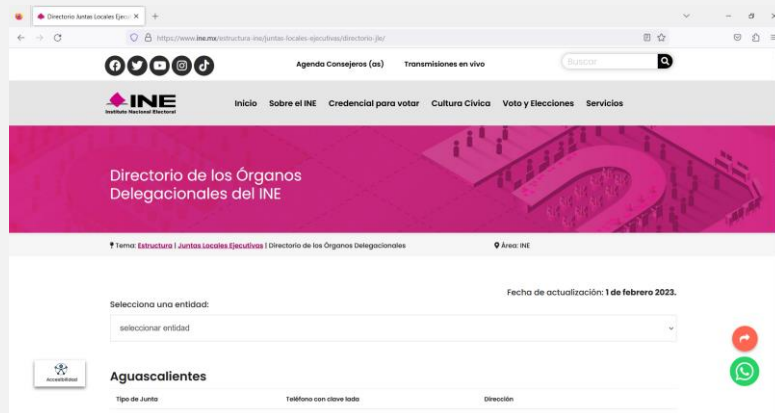 Directorio Juntas Locales Ejecu
https://www.ine.mx/estructura-ine/juntas-locales-ejecutivas/directorio-jle/
Agenda Consejeros (as) Transmisiones en vivo Buscar
INE
Instituto Nacional Electoral
Inicio Sobre el INE Credencial para votar Cultura Cívica Voto y Elecciones Servicios
Directorio de los Órganos
Delegacionales del INE
Tema: Estructura | Juntas Locales Ejecutivas | Directorio de los Órganos Delegacionales Área: INE
Fecha de actualización: 1 de febrero 2023.
Selecciona una entidad:
seleccionar entidad
Accesibilidad
Aguascalientes
Tipo de Junta Teléfono con clave lada Dirección